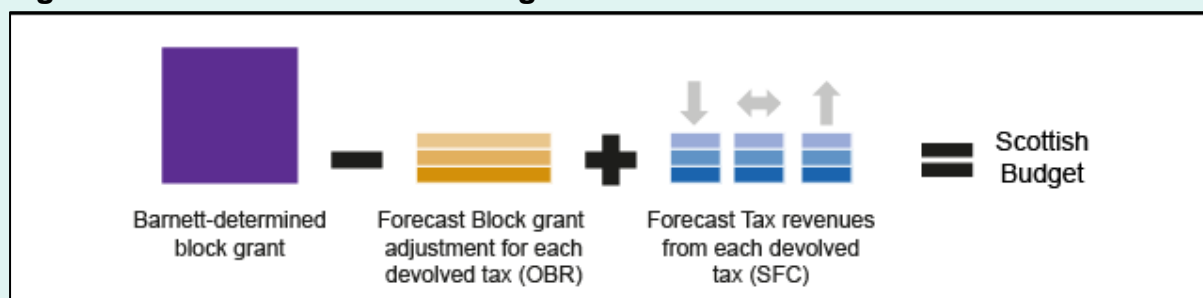 Scottish
Budget
Barnett-determined
block grant
Forecast Block grant
adjustment for each
devolved tax (OBR)
Forecast Tax revenues
from each devolved
tax (SFC)